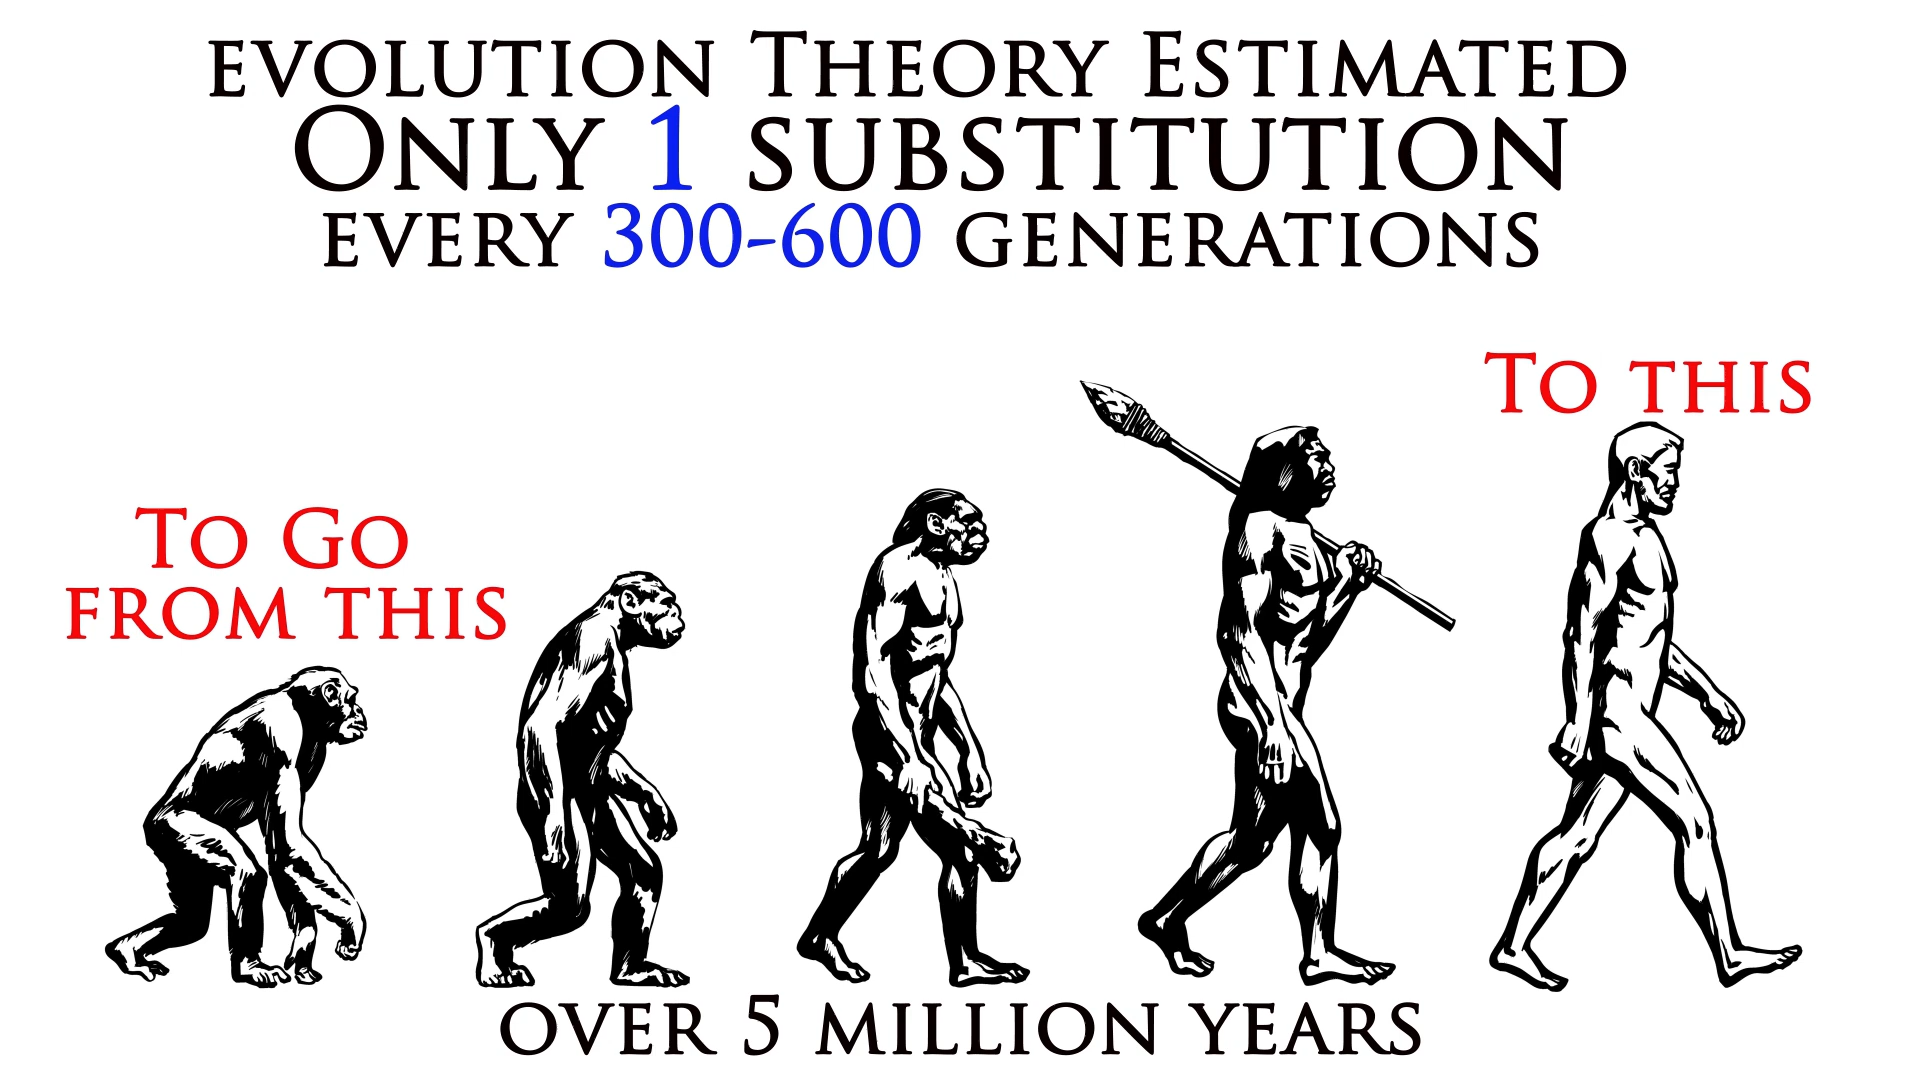 EVOLUTION THEORY ESTIMATED
ONLY 1 SUBSTITUTION
EVERY 300-600 GENERATIONS
TO THIS
TO GO
FROM THIS
OVER 5 MILLION YEARS